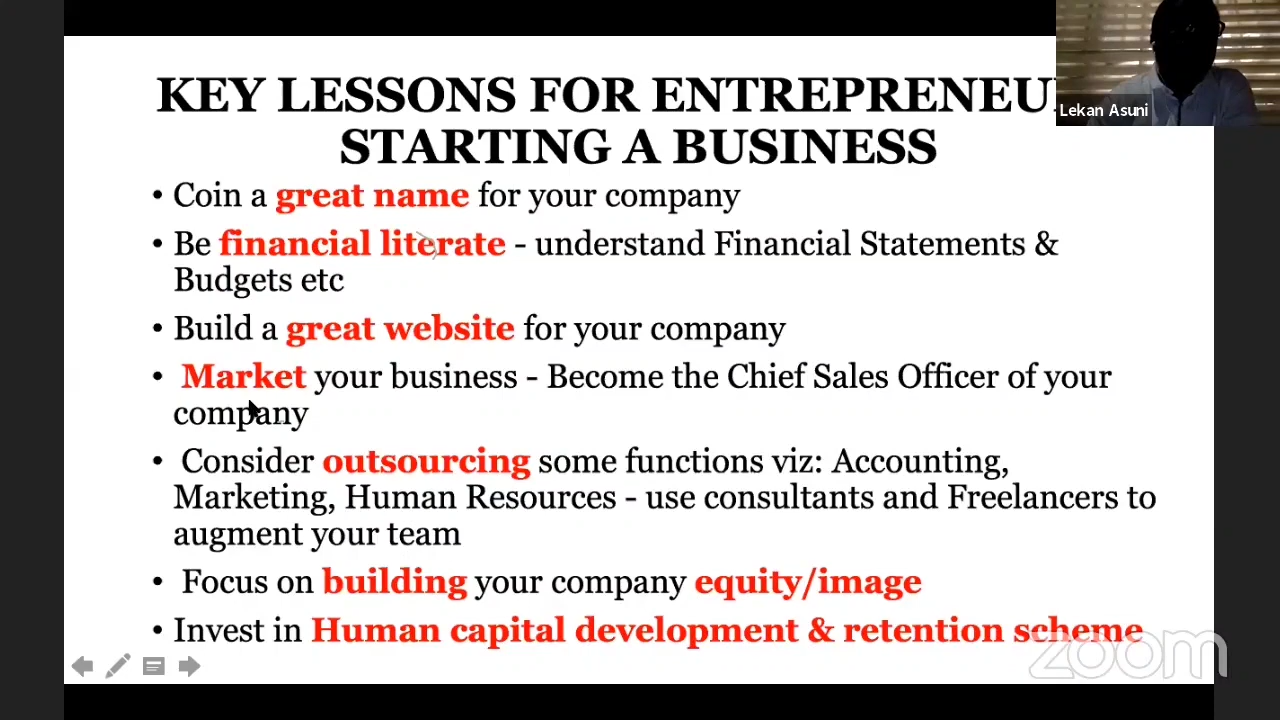 KEY LESSONS FOR ENTREPRENEU
STARTING A BUSINESS
Lekan Asuni
• Coin a great name for your company
• Be financial literate - understand Financial Statements &
Budgets etc
• Build a great website for your company
• Market your business - Become the Chief Sales Officer of your
company
• Consider outsourcing some functions viz: Accounting,
Marketing, Human Resources - use consultants and Freelancers to
augment your team
• Focus on building your company equity/image
• Invest in Human capital development & retention scheme
zoom